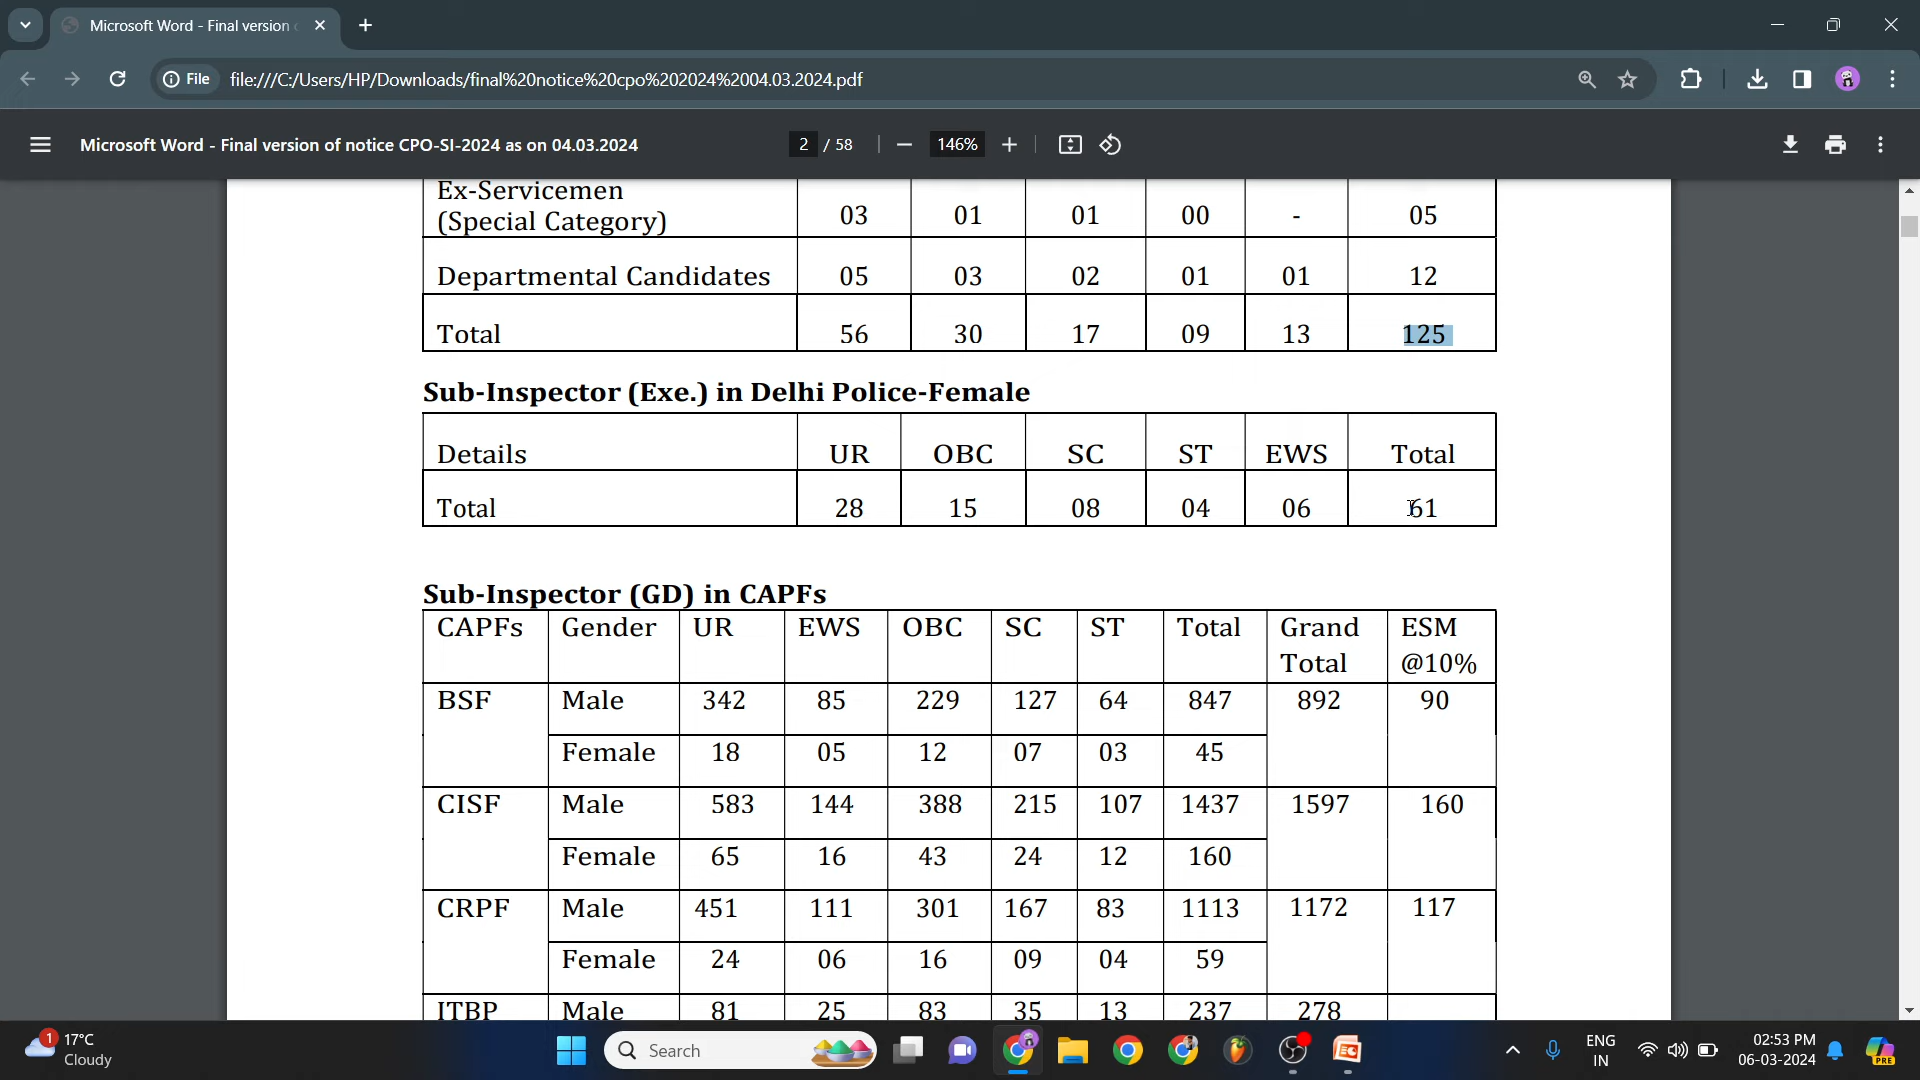 Microsoft Word - Final version
File file:///C:/Users/HP/Downloads/final%20notice%20cpo%202024%2004.03.2024.pdf
Microsoft Word - Final version of notice CPO-SI-2024 as on 04.03.2024 2 / 58 146%
Ex-Servicemen
(Special Category) 03 01 01 00 - 05
Departmental Candidates 05 03 02 01 01 12
Total 56 30 17 09 13 125
Sub-Inspector (Exe.) in Delhi Police-Female
Details UR OBC SC ST EWS Total
Total 28 15 08 04 06 61
Sub-Inspector (GD) in CAPFs
CAPFs Gender UR EWS OBC SC ST Total Grand Total ESM @10%
BSF Male 342 85 229 127 64 847 892 90
Female 18 05 12 07 03 45
CISF Male 583 144 388 215 107 1437 1597 160
Female 65 16 43 24 12 160
CRPF Male 451 111 301 167 83 1113 1172 117
Female 24 06 16 09 04 59
ITBP Male 81 25 83 35 13 237 278
1 17°C
Cloudy
Search
ENG
IN
02:53 PM
06-03-2024
PRE